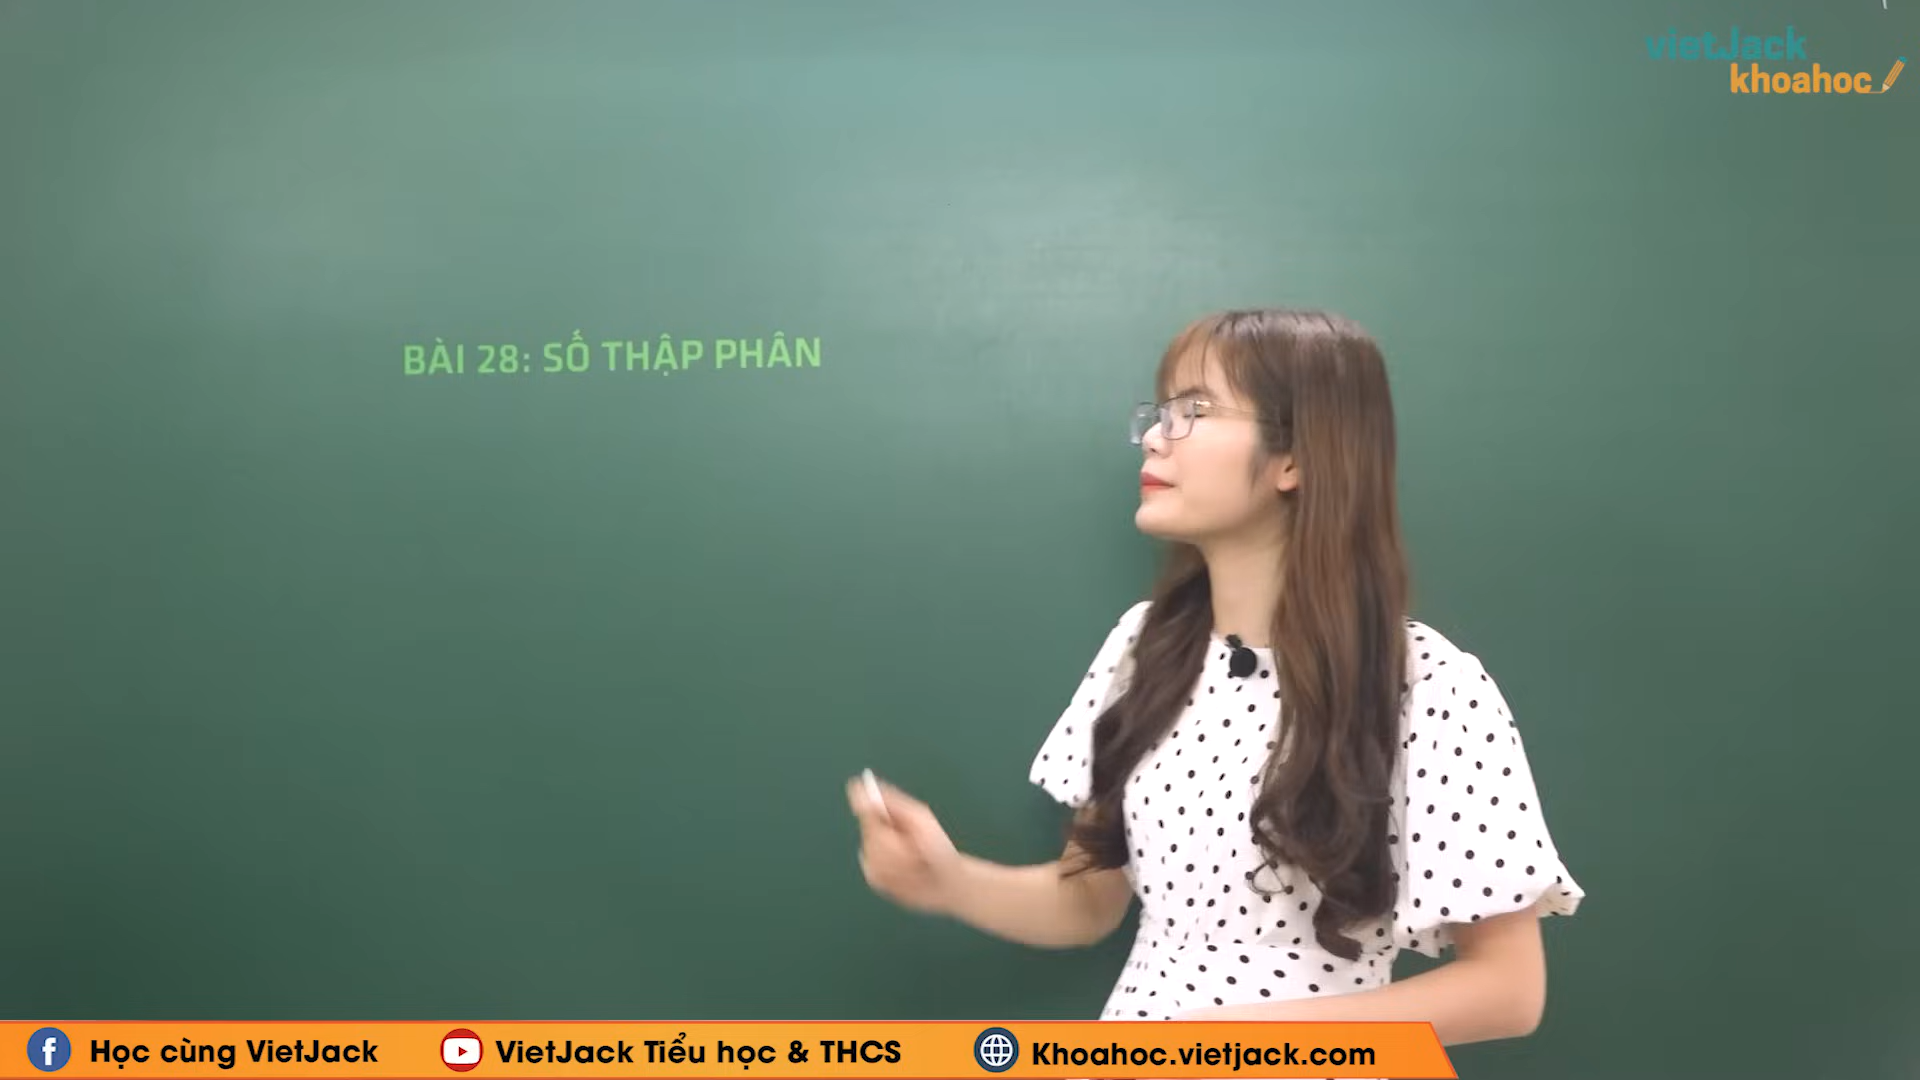 vietJack
khoahoc
BÀI 28: SỐ THẬP PHÂN
Học cùng VietJack
VietJack Tiểu học & THCS
Khoahoc.vietjack.com